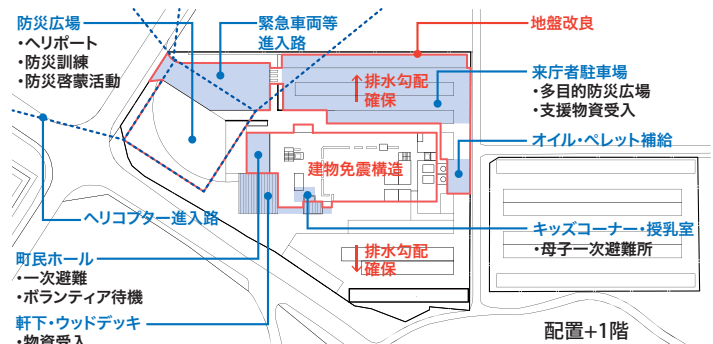 防災広場
・ヘリポート
・防災訓練
・防災啓蒙活動
緊急車両等
進入路
地盤改良
排水勾配
確保
来庁者駐車場
・多目的防災広場
・支援物資受入
オイル・ペレット補給
建物免震構造
ヘリコプター進入路
キッズコーナー・授乳室
・母子一次避難所
町民ホール
・一次避難
・ボランティア待機
排水勾配
確保
軒下・ウッドデッキ
・物資受入
配置+1階